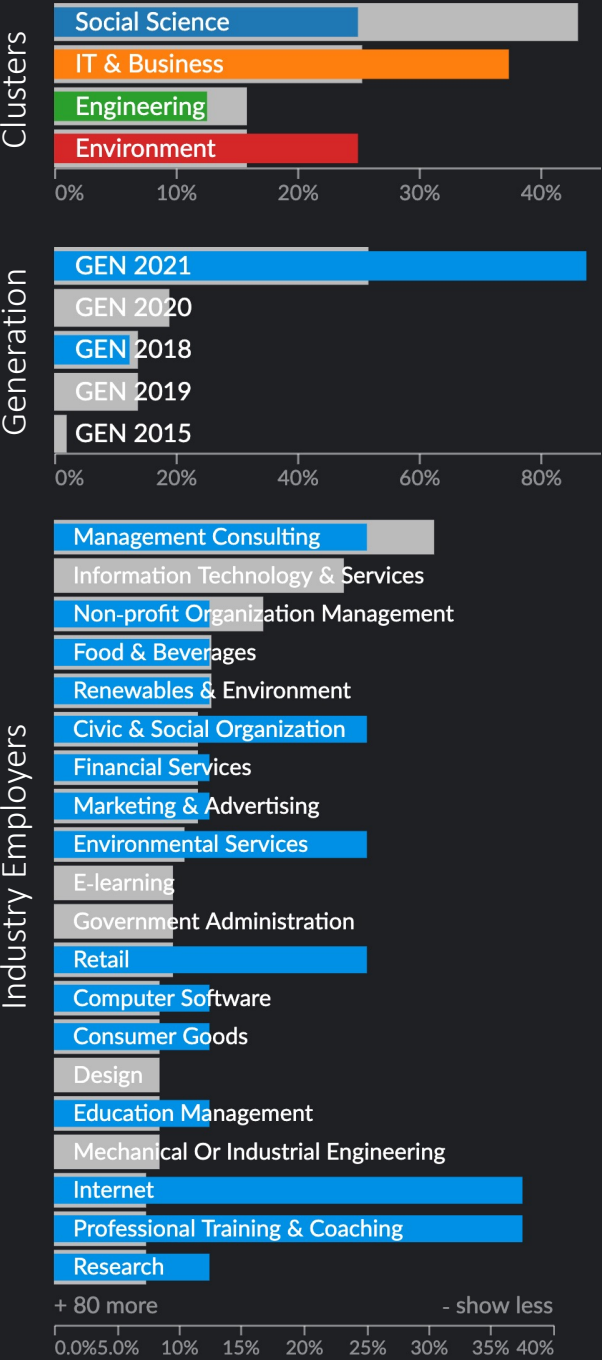 Clusters
Social Science
IT & Business
Engineering
Environment
0% 10% 20% 30% 40%
Generation
GEN 2021
GEN 2020
GEN 2018
GEN 2019
GEN 2015
0% 20% 40% 60% 80%
Industry Employers
Management Consulting
Information Technology & Services
Non-profit Organization Management
Food & Beverages
Renewables & Environment
Civic & Social Organization
Financial Services
Marketing & Advertising
Environmental Services
E-learning
Government Administration
Retail
Computer Software
Consumer Goods
Design
Education Management
Mechanical Or Industrial Engineering
Internet
Professional Training & Coaching
Research
+ 80 more - show less
0.0% 5.0% 10% 15% 20% 25% 30% 35% 40%